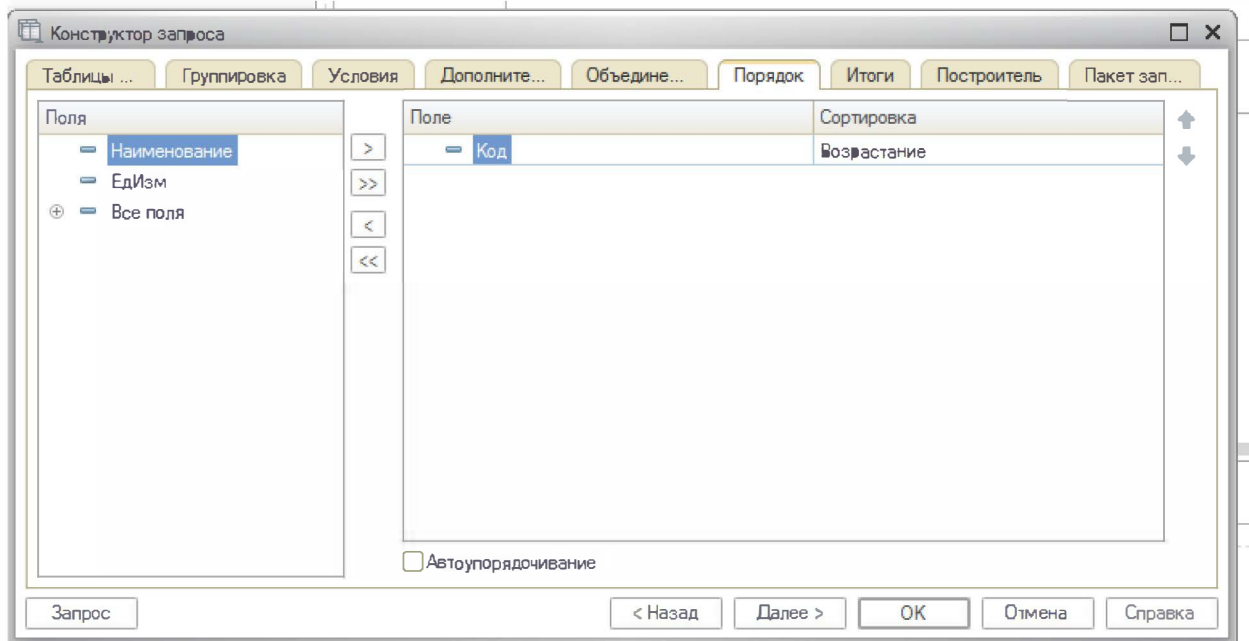 Конструктор запроса
Таблицы ... Группировка Условия Дополните... Объедине... Порядок Итоги Построитель Пакет зап...
Поля Поле Сортировка
Наименование > Код Возрастание
ЕдИзм >>
Все поля <
<<
Автоупорядочивание
Запрос < Назад Далее > OK Отмена Справка